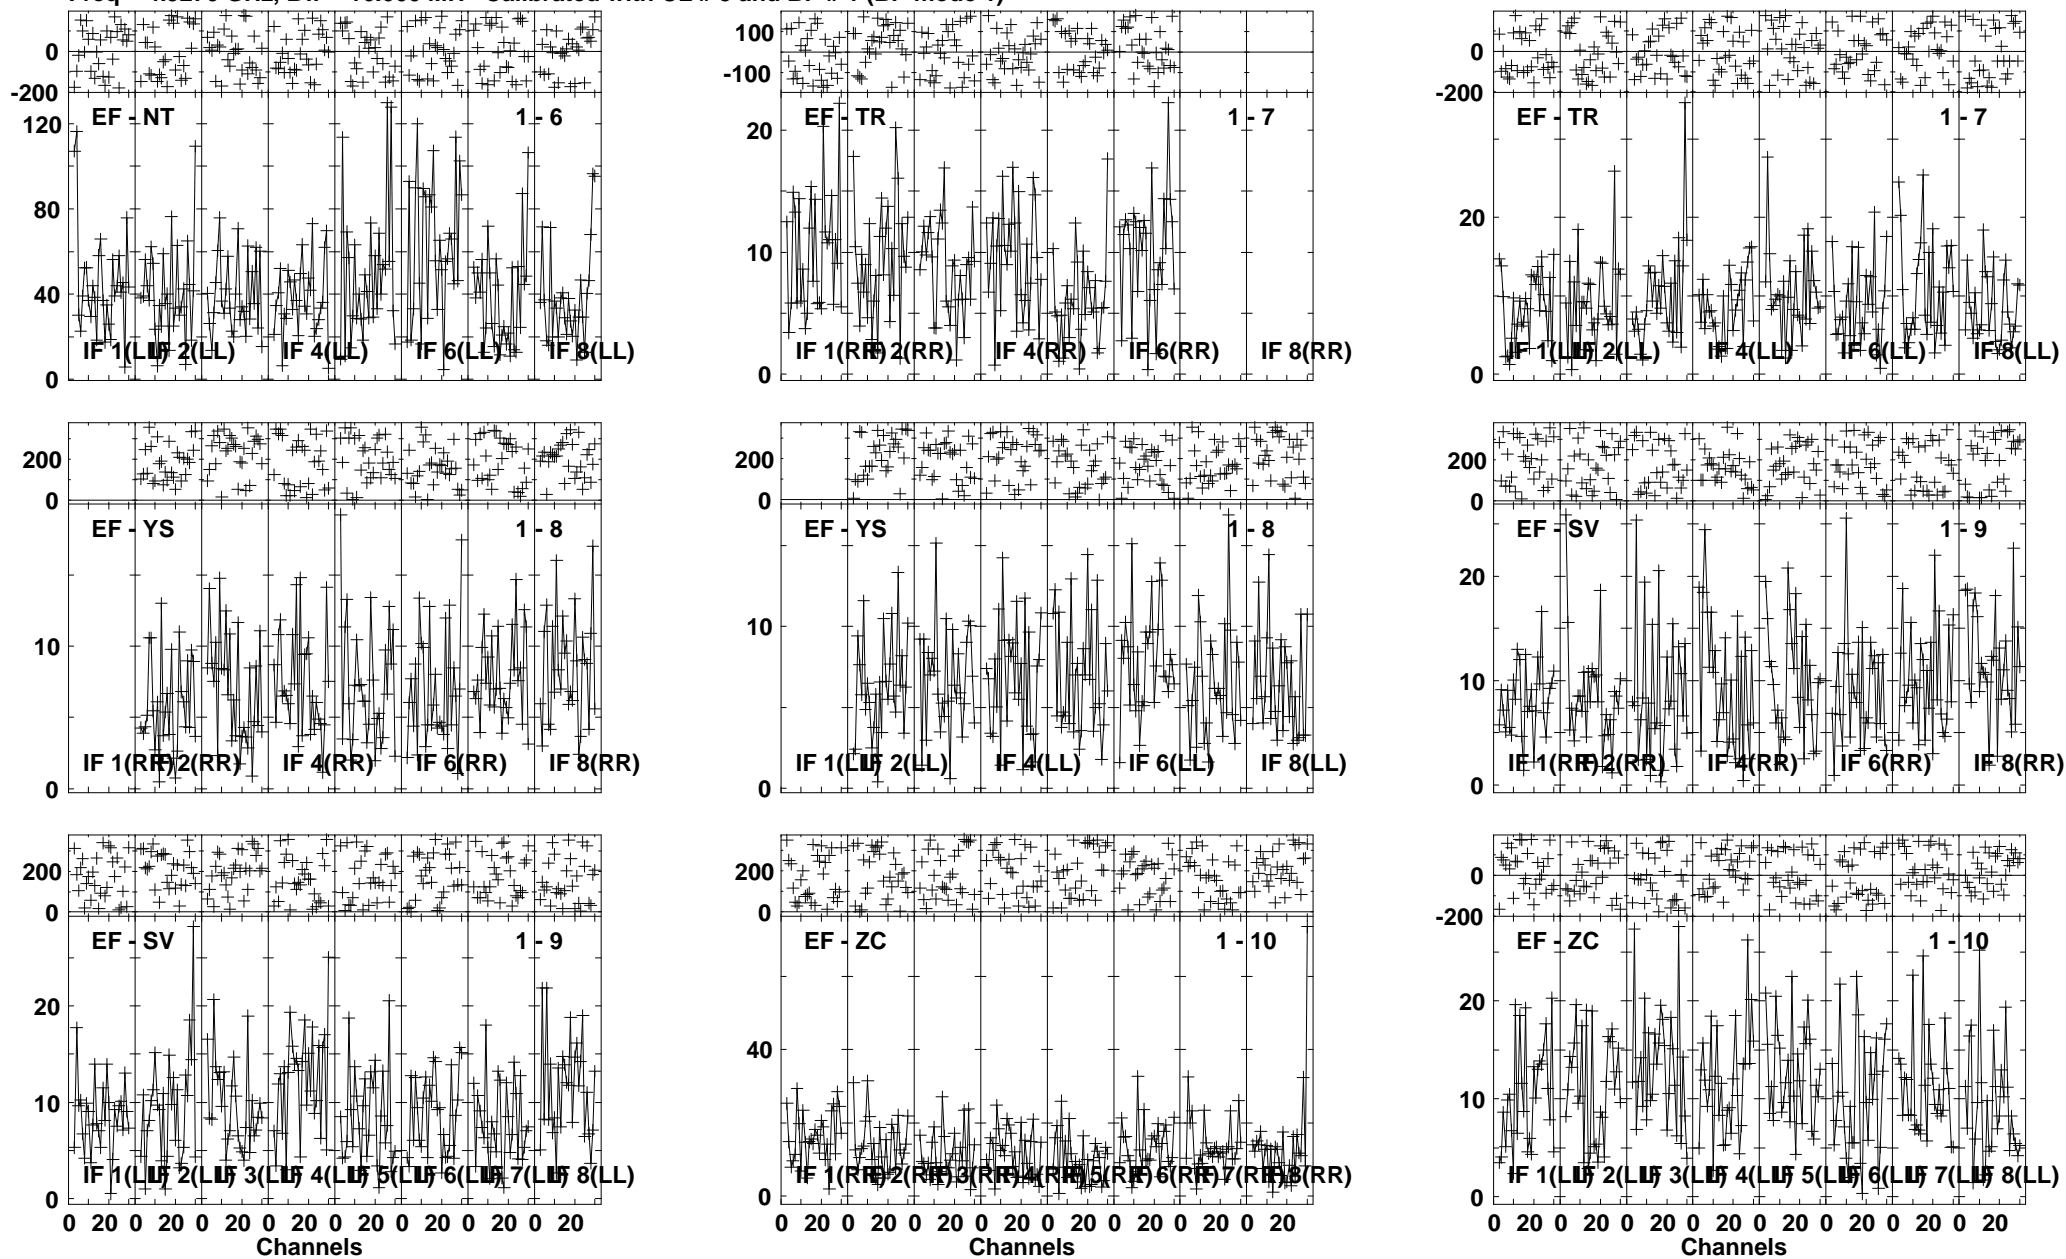 0
-200
EF - NT
1 - 6
120
80
40
0
IF 1(LL)
IF 2(LL)
IF 4(LL)
IF 6(LL)
IF 8(LL)
100
-100
EF - TR
1 - 7
20
10
0
IF 1(RR)
IF 2(RR)
IF 4(RR)
IF 6(RR)
IF 8(RR)
0
-200
EF - TR
1 - 7
20
0
IF 1(LL)
IF 2(LL)
IF 4(LL)
IF 6(LL)
IF 8(LL)
200
0
EF - YS
1 - 8
10
0
IF 1(RR)
IF 2(RR)
IF 4(RR)
IF 6(RR)
IF 8(RR)
200
0
EF - YS
1 - 8
10
0
IF 1(LL)
IF 2(LL)
IF 4(LL)
IF 6(LL)
IF 8(LL)
200
0
EF - SV
1 - 9
20
10
0
IF 1(RR)
IF 2(RR)
IF 4(RR)
IF 6(RR)
IF 8(RR)
200
0
EF - SV
1 - 9
20
10
0
IF 1(LL)
IF 2(LL)
IF 3(LL)
IF 4(LL)
IF 5(LL)
IF 6(LL)
IF 7(LL)
IF 8(LL)
0 20 0 20 0 20 0 20 0 20 0 20 0 20 0 20
Channels
200
0
EF - ZC
1 - 10
40
0
IF 1(RR)
IF 2(RR)
IF 3(RR)
IF 4(RR)
IF 5(RR)
IF 6(RR)
IF 7(RR)
IF 8(RR)
0 20 0 20 0 20 0 20 0 20 0 20 0 20 0 20
Channels
0
-200
EF - ZC
1 - 10
20
10
0
IF 1(LL)
IF 2(LL)
IF 3(LL)
IF 4(LL)
IF 5(LL)
IF 6(LL)
IF 7(LL)
IF 8(LL)
0 20 0 20 0 20 0 20 0 20 0 20 0 20 0 20
Channels